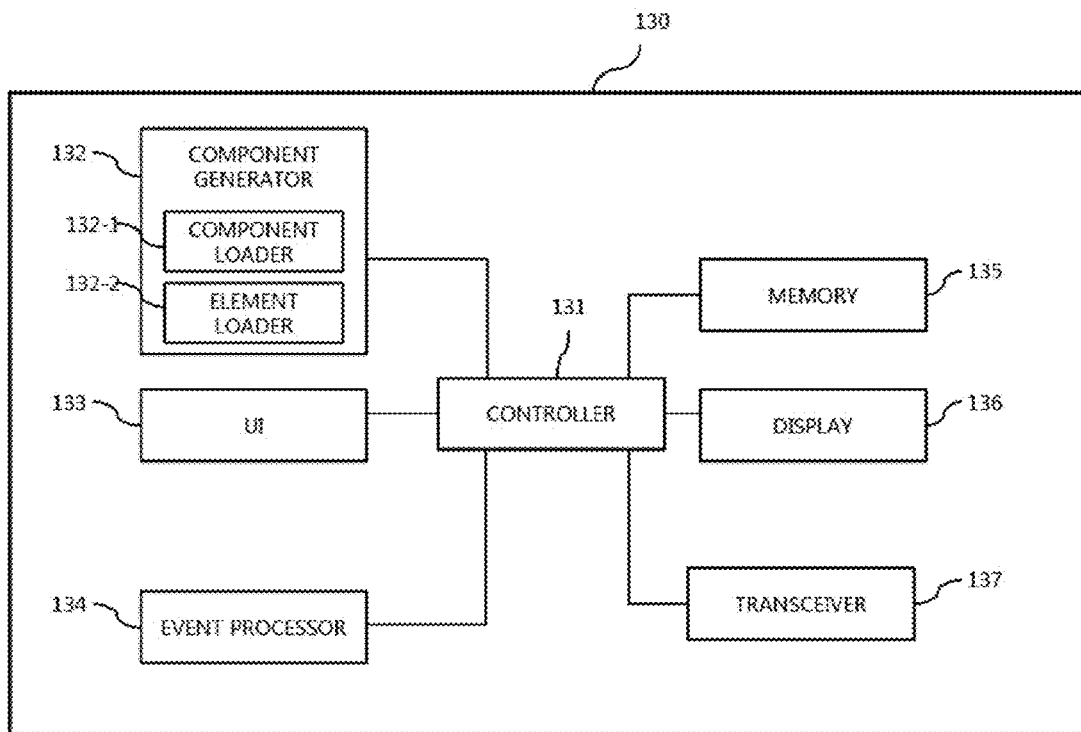 130
132
COMPONENT
GENERATOR
132-1
COMPONENT
LOADER
132-2
ELEMENT
LOADER
131
CONTROLLER
MEMORY
135
133
UI
DISPLAY
136
134
EVENT PROCESSOR
TRANSCEIVER
137